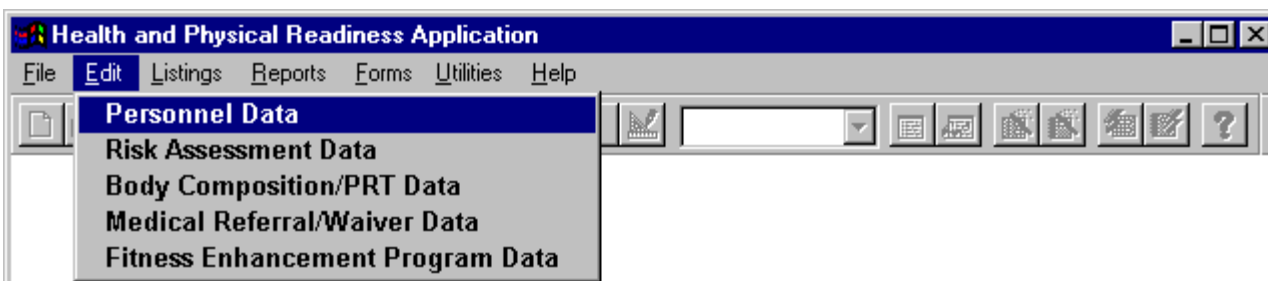 Health and Physical Readiness Application
File Edit Listings Reports Forms Utilities Help
Personnel Data
Risk Assessment Data
Body Composition/PRT Data
Medical Referral/Waiver Data
Fitness Enhancement Program Data